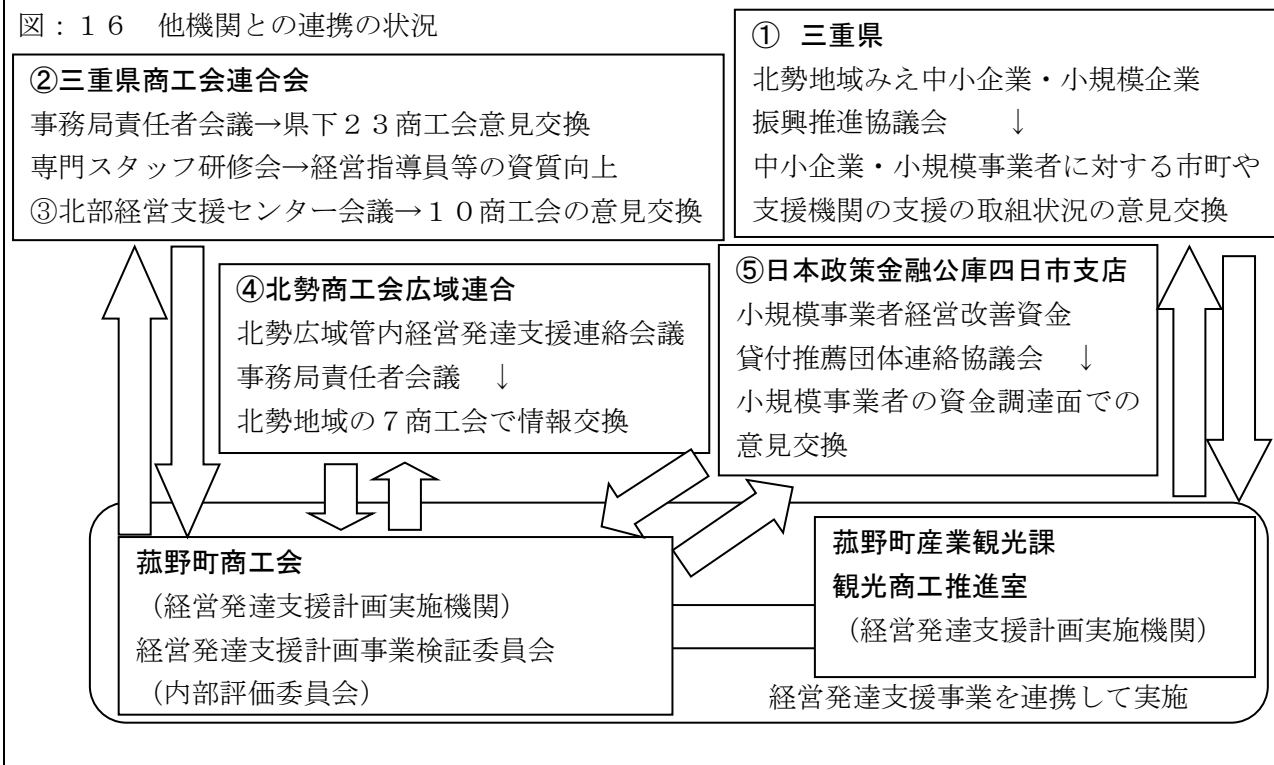 図：１６　他機関との連携の状況
①　三重県
北勢地域みえ中小企業・小規模企業
振興推進協議会　　↓
中小企業・小規模事業者に対する市町や
支援機関の支援の取組状況の意見交換
②三重県商工会連合会
事務局責任者会議→県下２３商工会意見交換
専門スタッフ研修会→経営指導員等の資質向上
③北部経営支援センター会議→１０商工会の意見交換
④北勢商工会広域連合
北勢広域管内経営発達支援連絡会議
事務局責任者会議　↓
北勢地域の７商工会で情報交換
⑤日本政策金融公庫四日市支店
小規模事業者経営改善資金
貸付推薦団体連絡協議会　↓
小規模事業者の資金調達面での
意見交換
菰野町商工会
（経営発達支援計画実施機関）
経営発達支援計画事業検証委員会
（内部評価委員会）
菰野町産業観光課
観光商工推進室
（経営発達支援計画実施機関）
経営発達支援事業を連携して実施